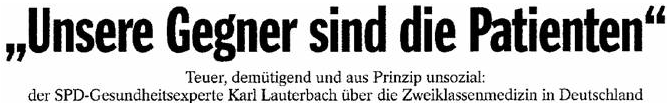 „Unsere Gegner sind die Patienten“
Teuer, demütigend und aus Prinzip unsozial:
der SPD-Gesundheitsexperte Karl Lauterbach über die Zweiklassenmedizin in Deutschland